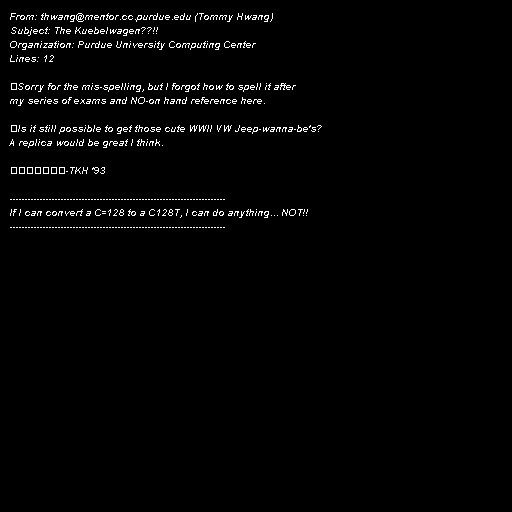 From: thwang@mentor.cc.purdue.edu (Tommy Hwang)
Subject: The Kuebelwagen??!!
Organization: Purdue University Computing Center
Lines: 12

Sorry for the mis-spelling, but I forgot how to spell it after
my series of exams and NO-on hand reference here.

Is it still possible to get those cute WWII VW Jeep-wanna-be's?
A replica would be great I think.

-TKH '93

------------------------------------------------------------------------
If I can convert a C=128 to a C128T, I can do anything... NOT!!
------------------------------------------------------------------------